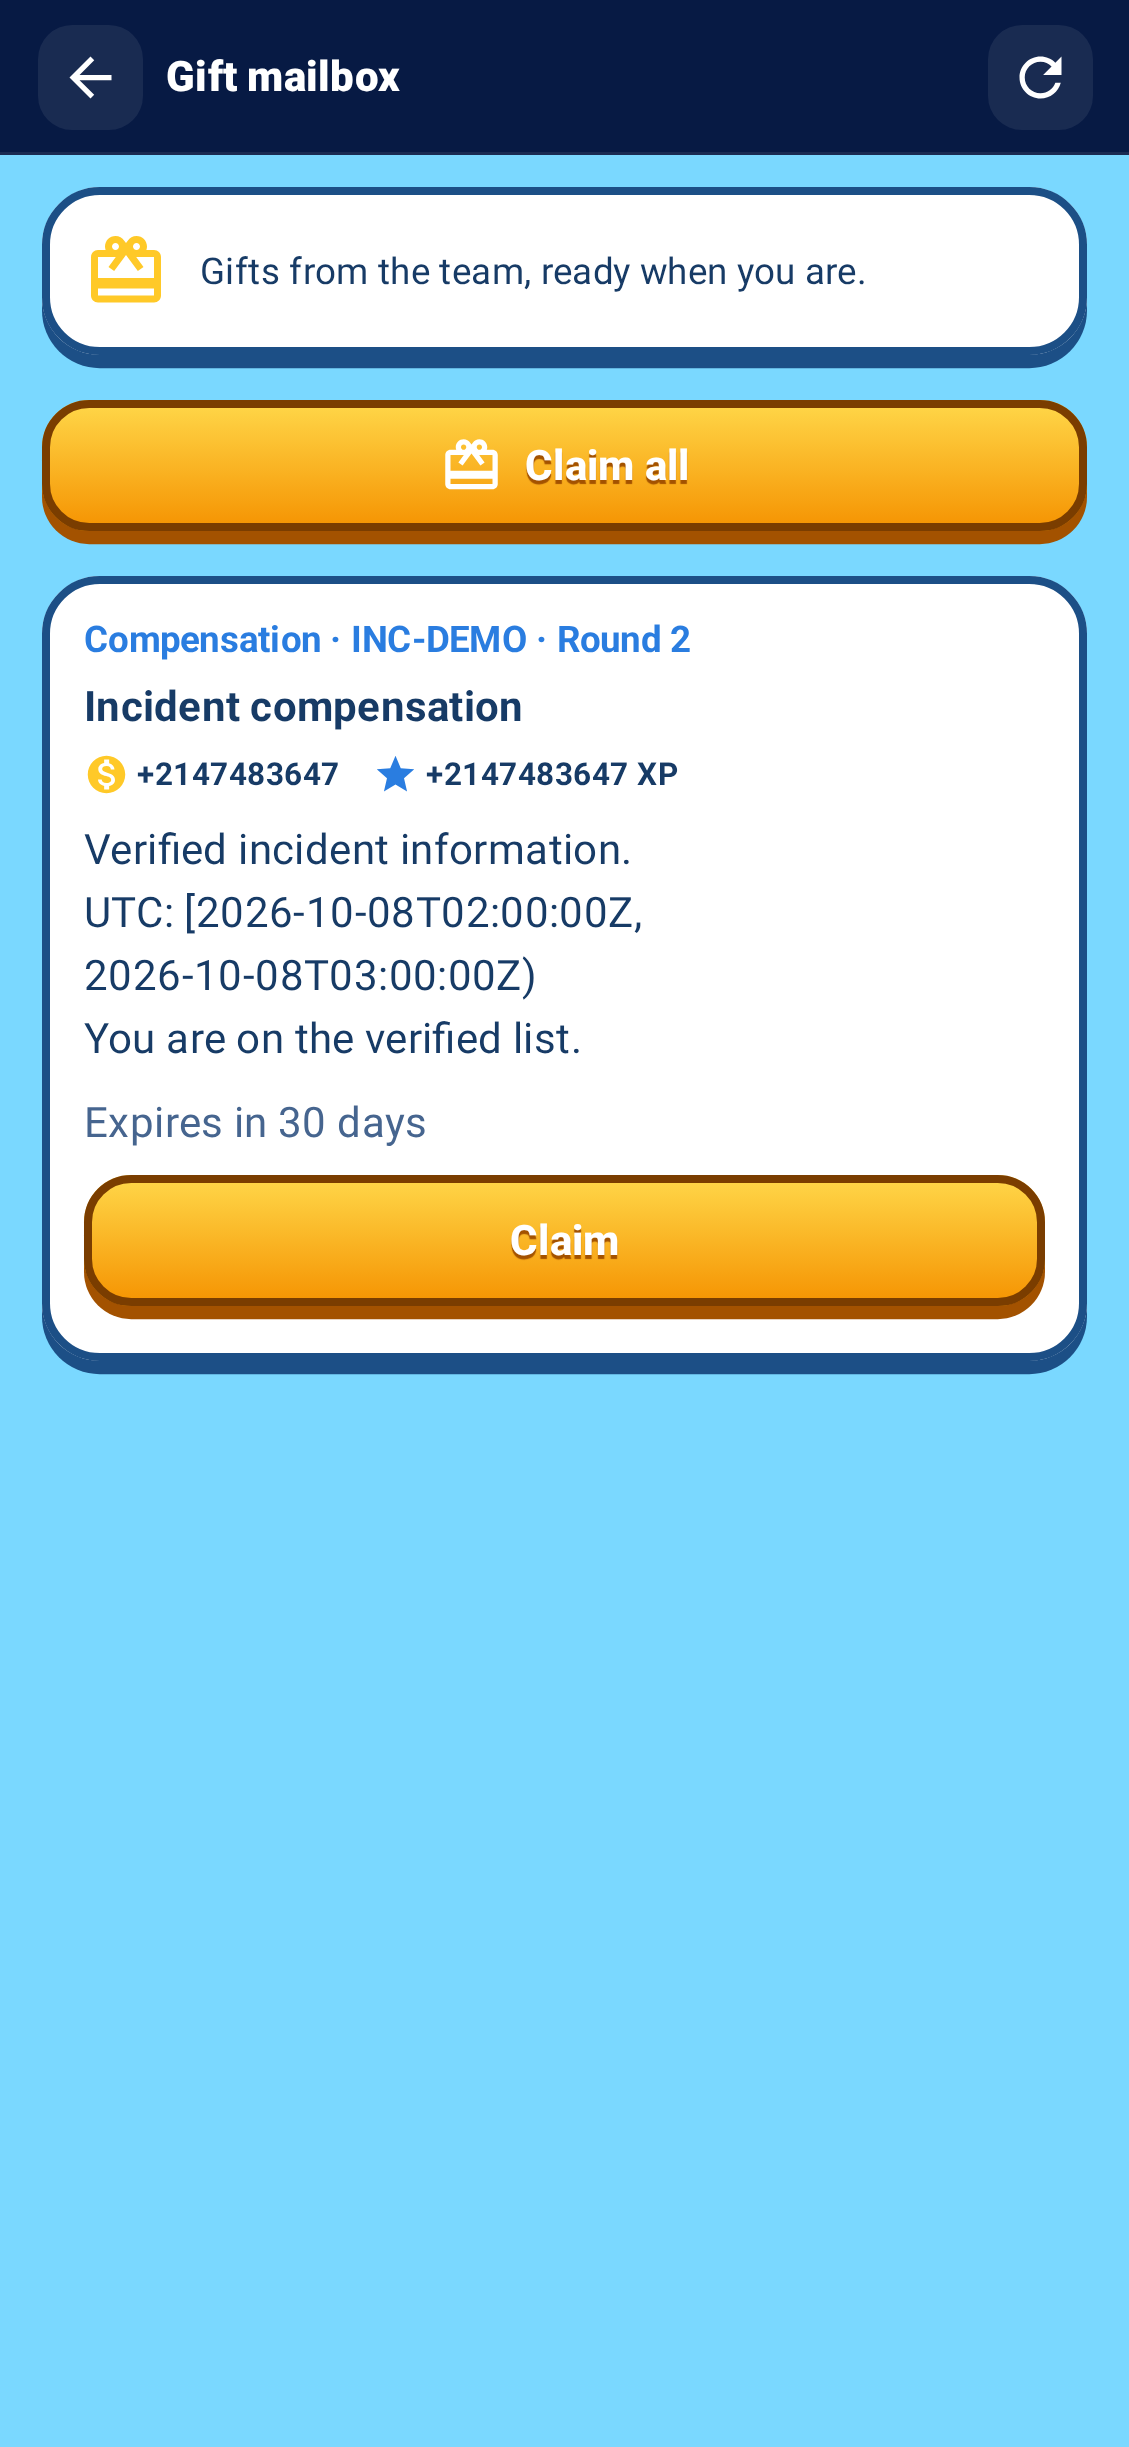 Gift mailbox
Gifts from the team, ready when you are.
Claim all
Compensation · INC-DEMO · Round 2
Incident compensation
+2147483647 +2147483647 XP
Verified incident information.
UTC: [2026-10-08T02:00:00Z,
2026-10-08T03:00:00Z)
You are on the verified list.
Expires in 30 days
Claim